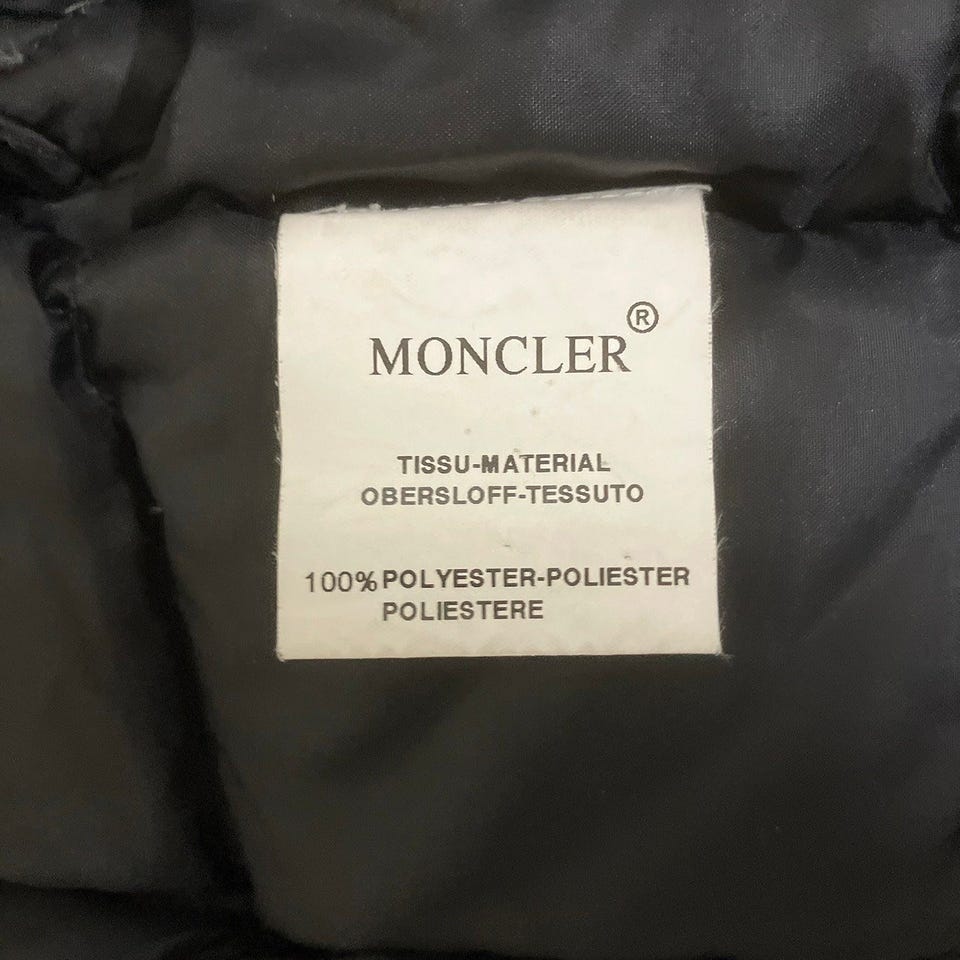 MONCLER®
TISSU-MATERIAL
OBERSLOFF-TESSUTO
100% POLYESTER-POLIESTER
POLIESTERE